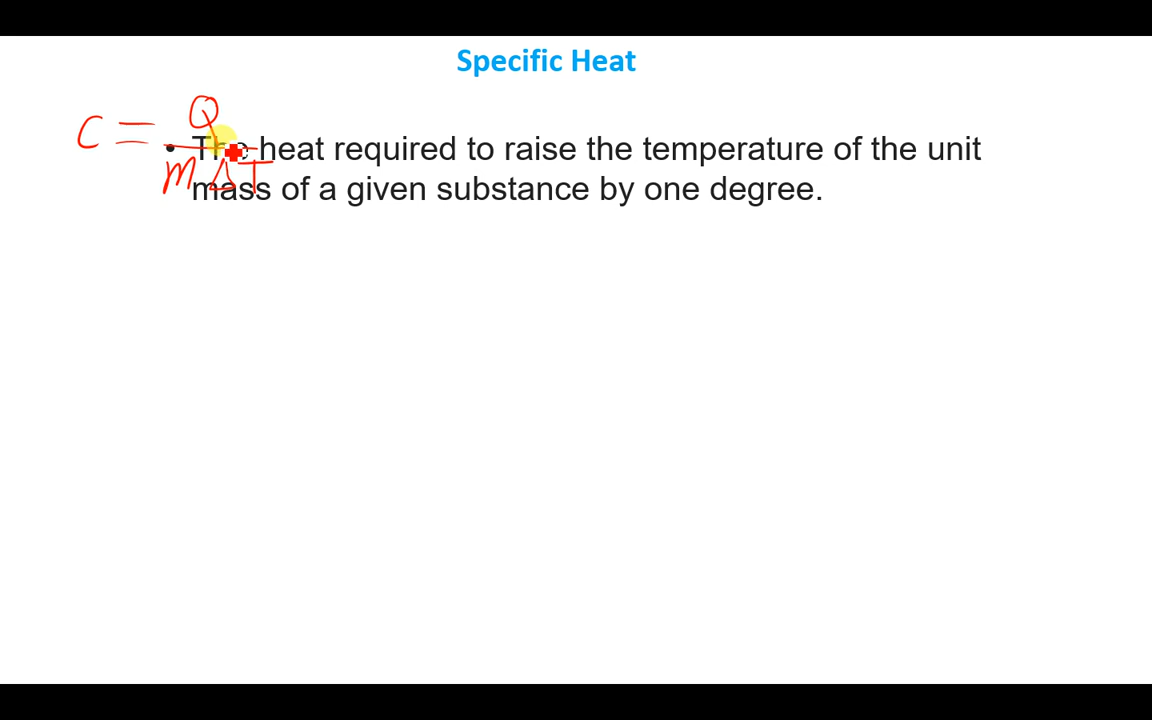 Specific Heat
C = Q / m ΔT
• The heat required to raise the temperature of the unit
mass of a given substance by one degree.